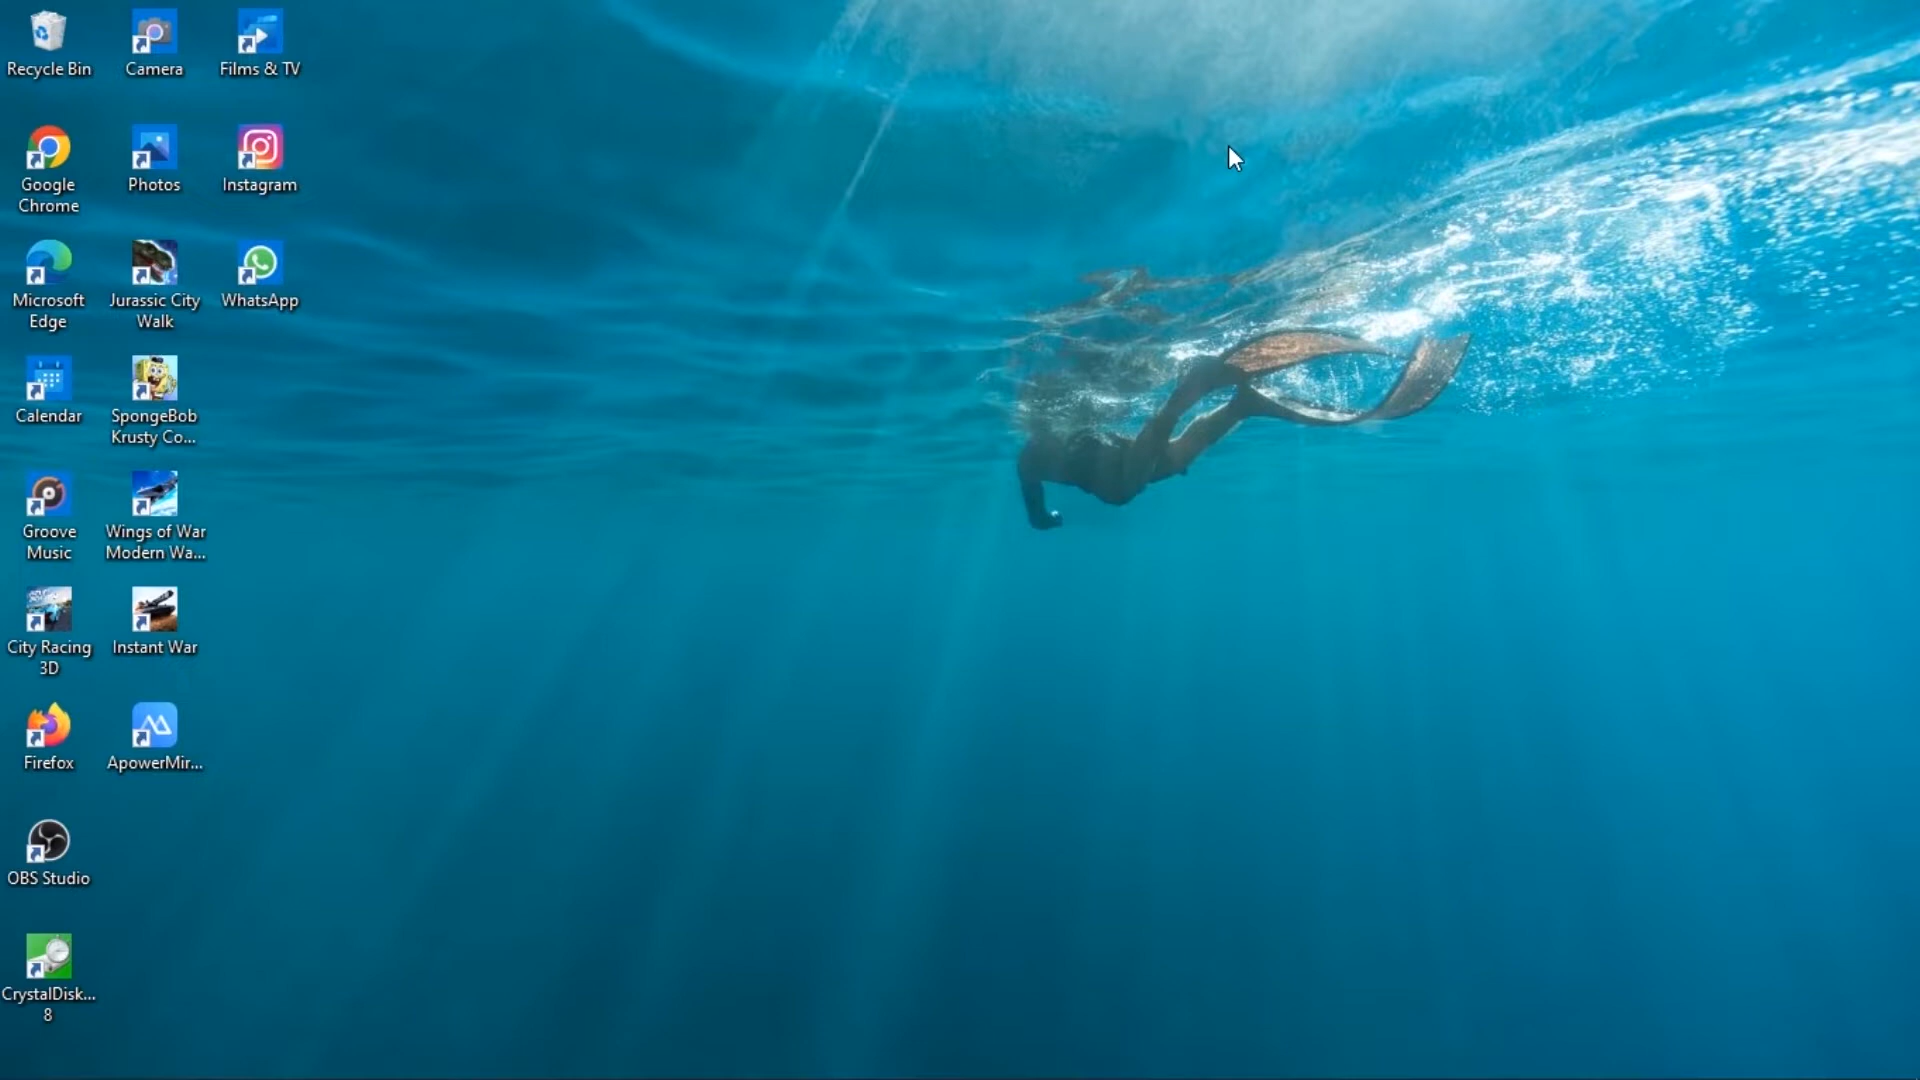 Recycle Bin
Camera
Films & TV
Google
Chrome
Photos
Instagram
Microsoft
Edge
Jurassic City
Walk
WhatsApp
Calendar
SpongeBob
Krusty Co...
Groove
Music
Wings of War
Modern Wa...
City Racing
3D
Instant War
Firefox
ApowerMir...
OBS Studio
CrystalDisk...
8